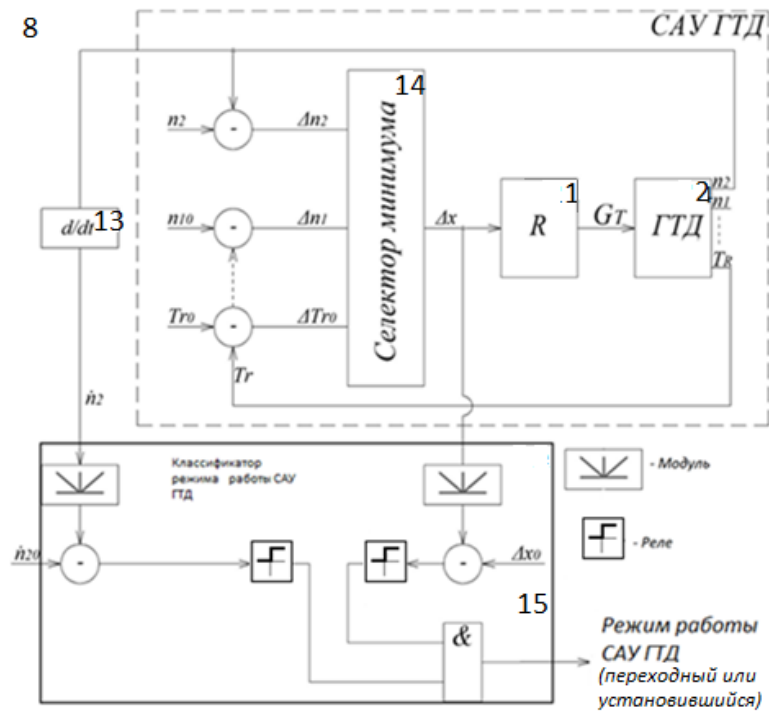 8
САУ ГТД
14
n2
-
Δn2
Селектор минимума
1
2
n2
n1
d/dt
13
n10
-
Δn1
Δx
R
GT
ГТД
TR
Tr0
-
ΔTr0
Tr
ṅ2
Классификатор
режима работы САУ
ГТД
- Модуль
ṅ20
-
-
Δx0
- Реле
15
&
Режим работы
САУ ГТД
(переходный или
установившийся)